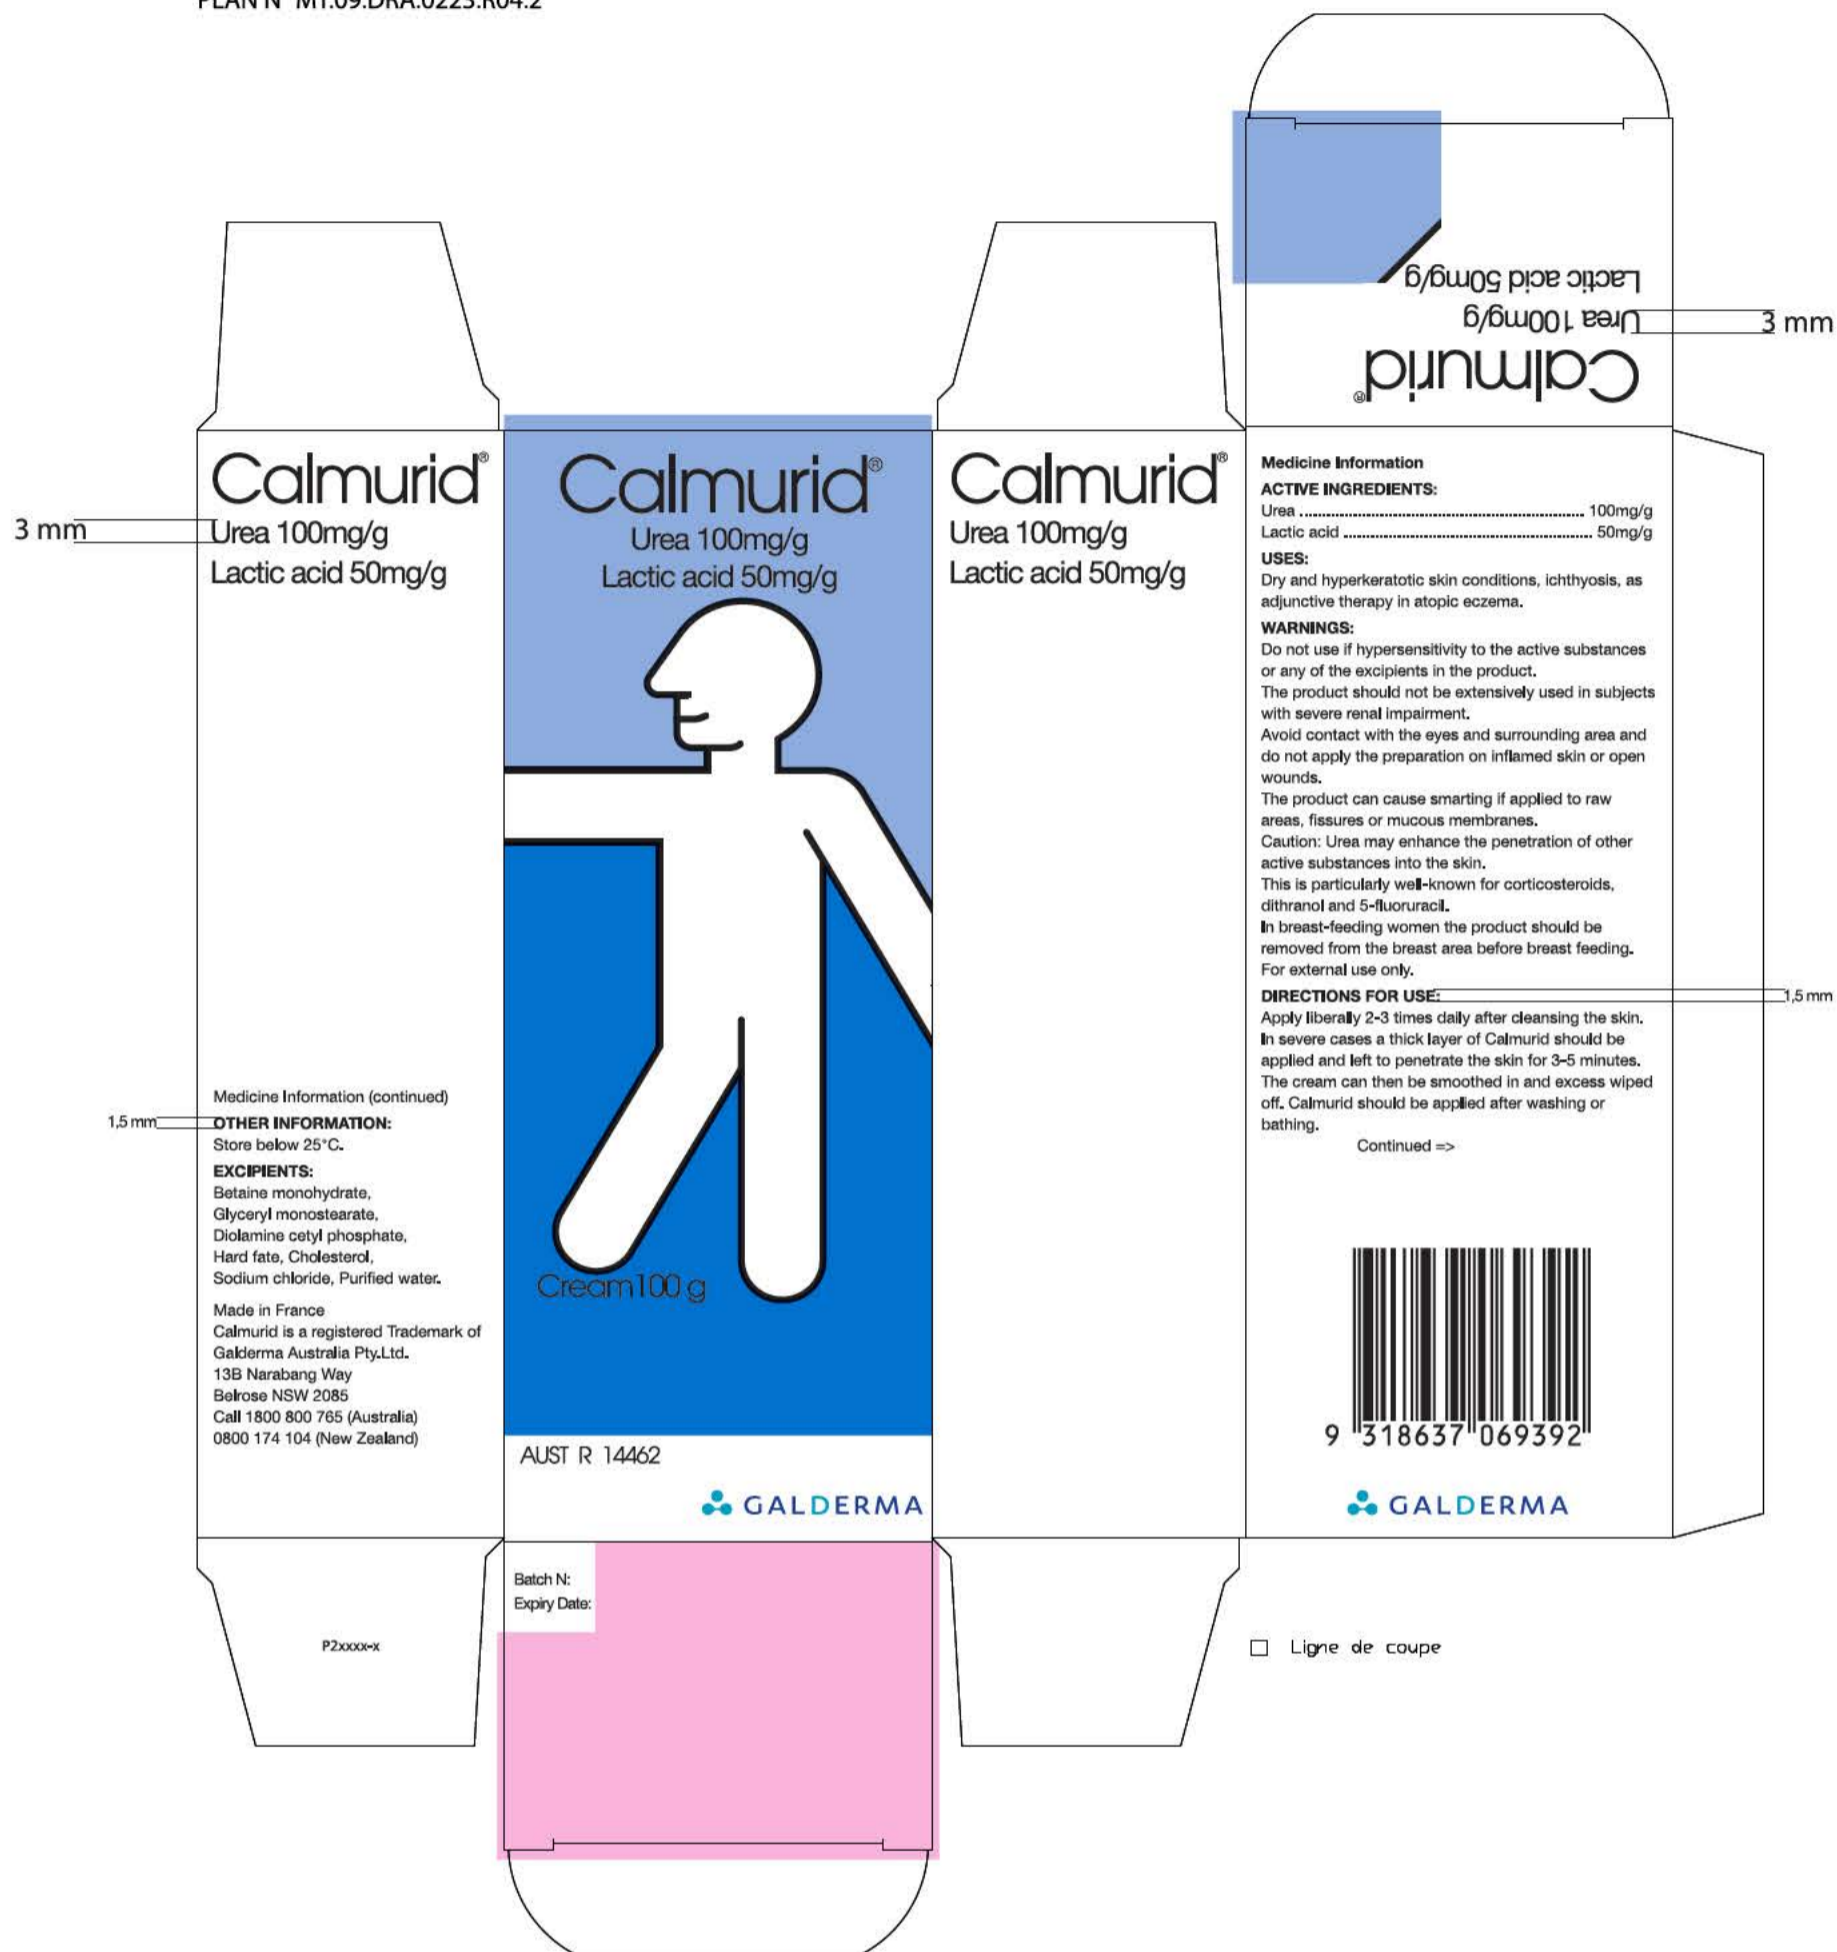 PLAN N° MT.09.DRA.0223.R04.2
Lactic acid 50mg/g
Urea 100mg/g
Calmurid®
3 mm
Calmurid®
Urea 100mg/g
Lactic acid 50mg/g
3 mm
Medicine Information (continued)
OTHER INFORMATION:
1,5 mm
Store below 25°C.
EXCIPIENTS:
Betaine monohydrate,
Glyceryl monostearate,
Diolamine cetyl phosphate,
Hard fate, Cholesterol,
Sodium chloride, Purified water.
Made in France
Calmurid is a registered Trademark of
Galderma Australia Pty.Ltd.
13B Narabang Way
Belrose NSW 2085
Call 1800 800 765 (Australia)
0800 174 104 (New Zealand)
P2xxxx-x
Calmurid®
Urea 100mg/g
Lactic acid 50mg/g
Cream100 g
AUST R 14462
GALDERMA
Batch N:
Expiry Date:
Calmurid®
Urea 100mg/g
Lactic acid 50mg/g
Medicine Information
ACTIVE INGREDIENTS:
Urea ........................................................ 100mg/g
Lactic acid ................................................. 50mg/g
USES:
Dry and hyperkeratotic skin conditions, ichthyosis, as
adjunctive therapy in atopic eczema.
WARNINGS:
Do not use if hypersensitivity to the active substances
or any of the excipients in the product.
The product should not be extensively used in subjects
with severe renal impairment.
Avoid contact with the eyes and surrounding area and
do not apply the preparation on inflamed skin or open
wounds.
The product can cause smarting if applied to raw
areas, fissures or mucous membranes.
Caution: Urea may enhance the penetration of other
active substances into the skin.
This is particularly well-known for corticosteroids,
dithranol and 5-fluoruracil.
In breast-feeding women the product should be
removed from the breast area before breast feeding.
For external use only.
DIRECTIONS FOR USE:
1,5 mm
Apply liberally 2-3 times daily after cleansing the skin.
In severe cases a thick layer of Calmurid should be
applied and left to penetrate the skin for 3-5 minutes.
The cream can then be smoothed in and excess wiped
off. Calmurid should be applied after washing or
bathing.
Continued =>
9 318637 069392
GALDERMA
Ligne de coupe